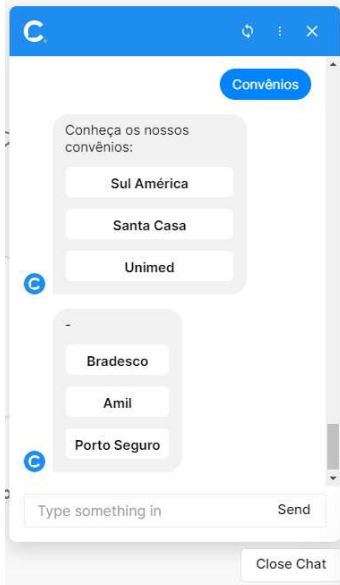 C.
Convênios
Conheça os nossos
convênios:
Sul América
Santa Casa
Unimed
C
-
Bradesco
Amil
Porto Seguro
C
Type something in
Send
Close Chat